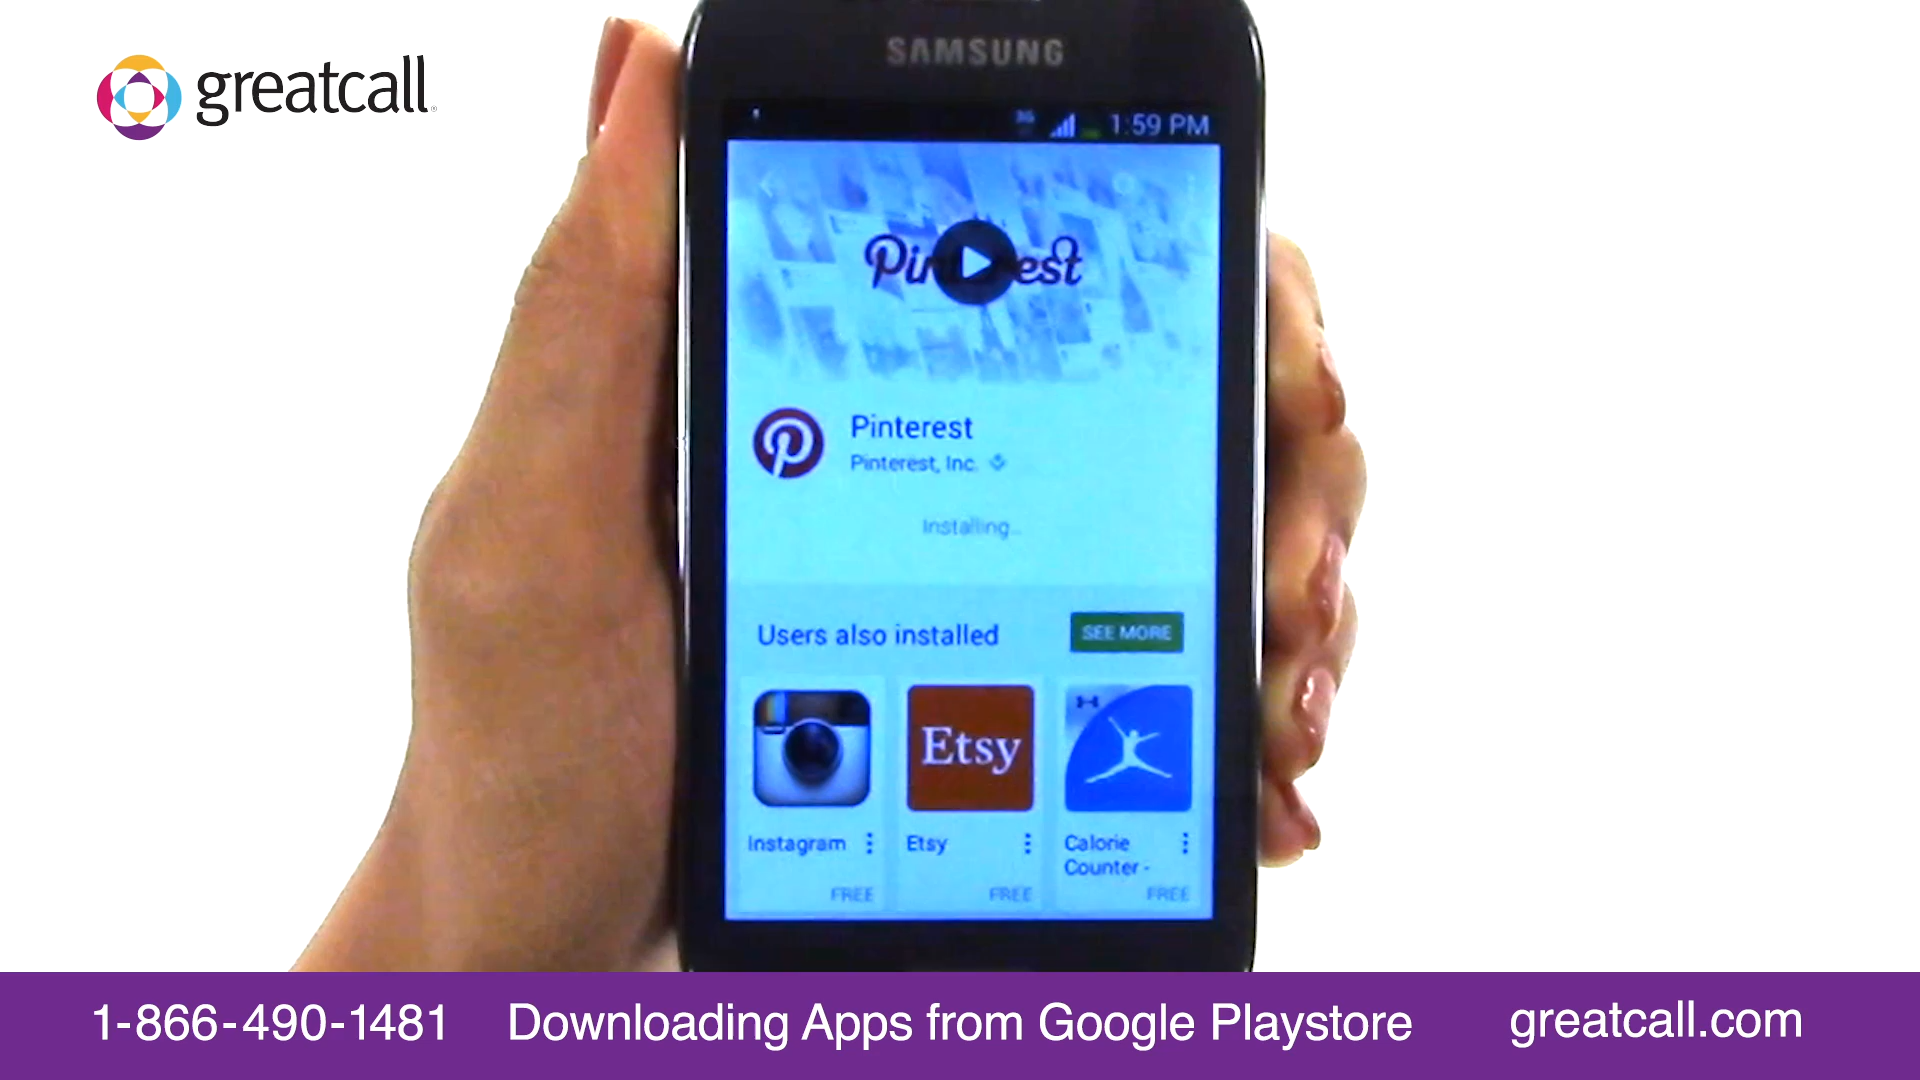 greatcall
SAMSUNG
3G 1:59 PM
Pinterest
Pinterest, Inc.
Installing...
Users also installed
SEE MORE
Etsy
Instagram
Etsy
Calorie
Counter -
FREE
FREE
FREE
1-866-490-1481
Downloading Apps from Google Playstore
greatcall.com